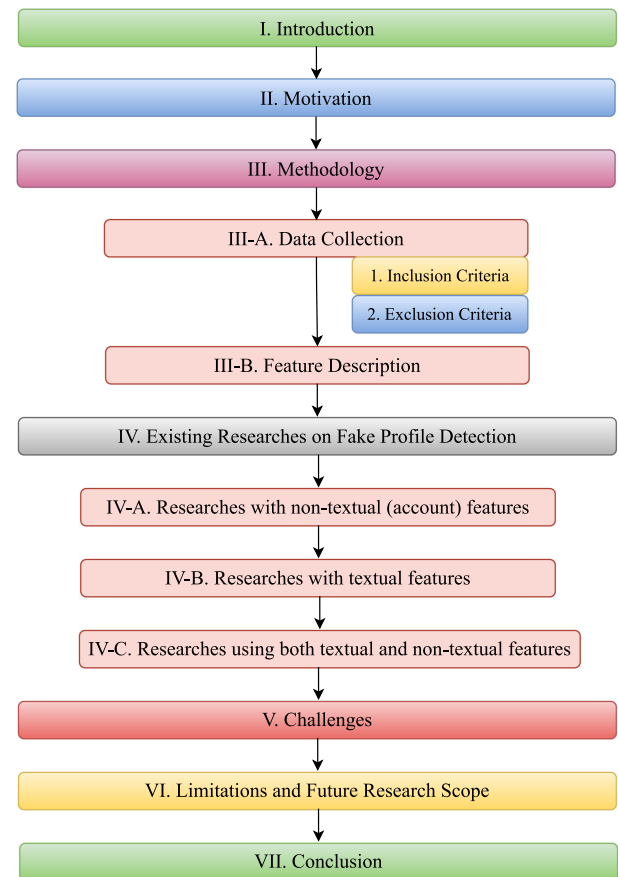 I. Introduction
II. Motivation
III. Methodology
III-A. Data Collection
1. Inclusion Criteria
2. Exclusion Criteria
III-B. Feature Description
IV. Existing Researches on Fake Profile Detection
IV-A. Researches with non-textual (account) features
IV-B. Researches with textual features
IV-C. Researches using both textual and non-textual features
V. Challenges
VI. Limitations and Future Research Scope
VII. Conclusion